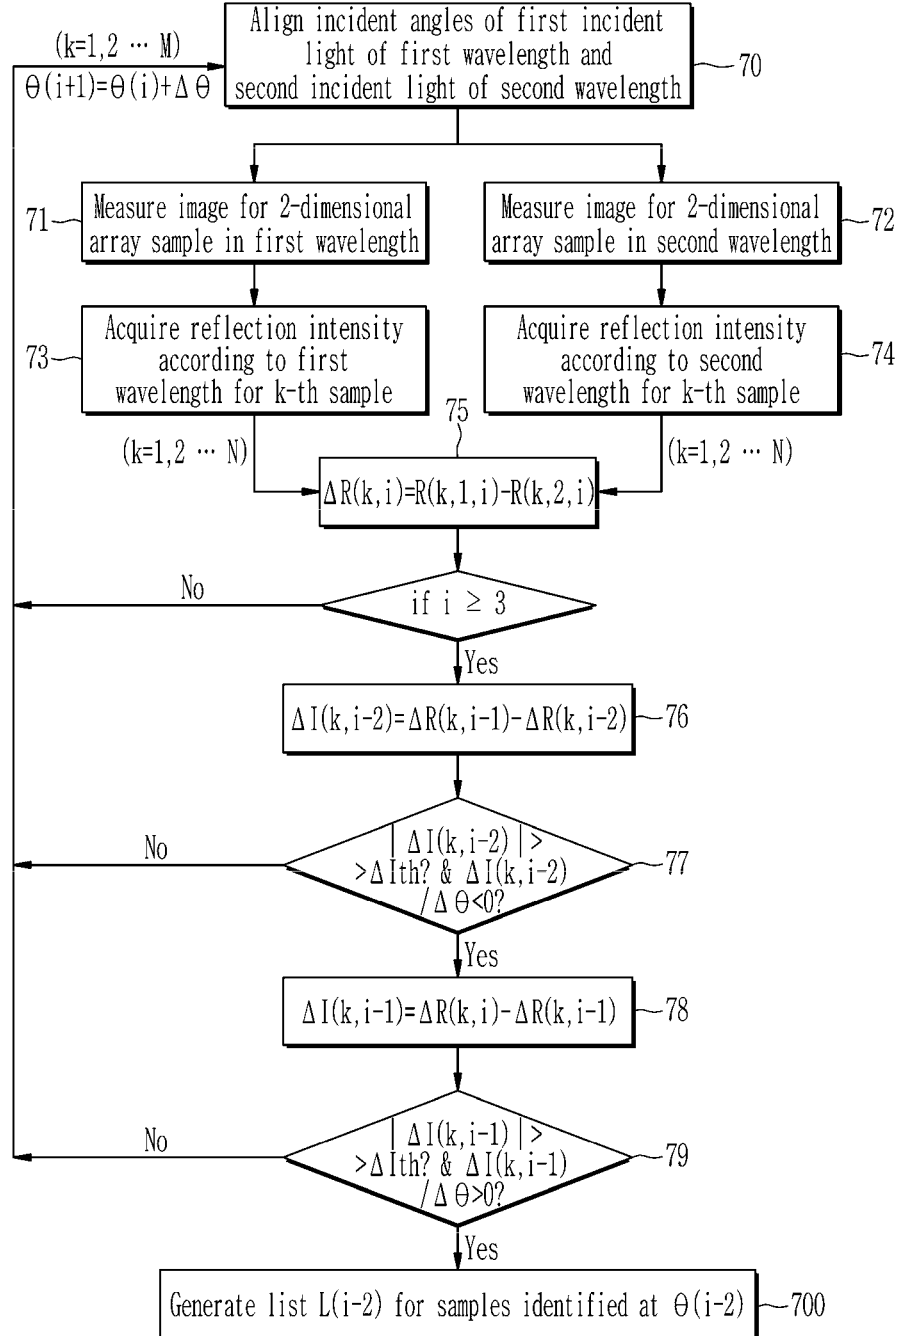 Align incident angles of first incident
light of first wavelength and
second incident light of second wavelength
70
(k=1,2 ··· M)
Θ(i+1)=Θ(i)+ΔΘ
71
Measure image for 2-dimensional
array sample in first wavelength
Measure image for 2-dimensional
array sample in second wavelength
72
73
Acquire reflection intensity
according to first
wavelength for k-th sample
Acquire reflection intensity
according to second
wavelength for k-th sample
74
(k=1,2 ··· N)
75
(k=1,2 ··· N)
ΔR(k,i)=R(k,1,i)-R(k,2,i)
No
if i ≥ 3
Yes
ΔI(k,i-2)=ΔR(k,i-1)-ΔR(k,i-2)
76
No
| ΔI(k,i-2) |>
>ΔIth? & ΔI(k,i-2)
/ΔΘ<0?
77
Yes
ΔI(k,i-1)=ΔR(k,i)-ΔR(k,i-1)
78
No
| ΔI(k,i-1) |>
>ΔIth? & ΔI(k,i-1)
/ΔΘ>0?
79
Yes
Generate list L(i-2) for samples identified at Θ(i-2)
700